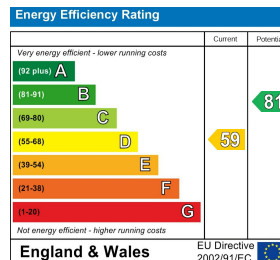 Energy Efficiency Rating
Current
Very energy efficient - lower running costs
(92 plus) A
(81-91) B
81
(69-80) C
(55-68) D
59
(39-54) E
(21-38) F
(1-20) G
Not energy efficient - higher running costs
England & Wales
EU Directive
2002/91/EC